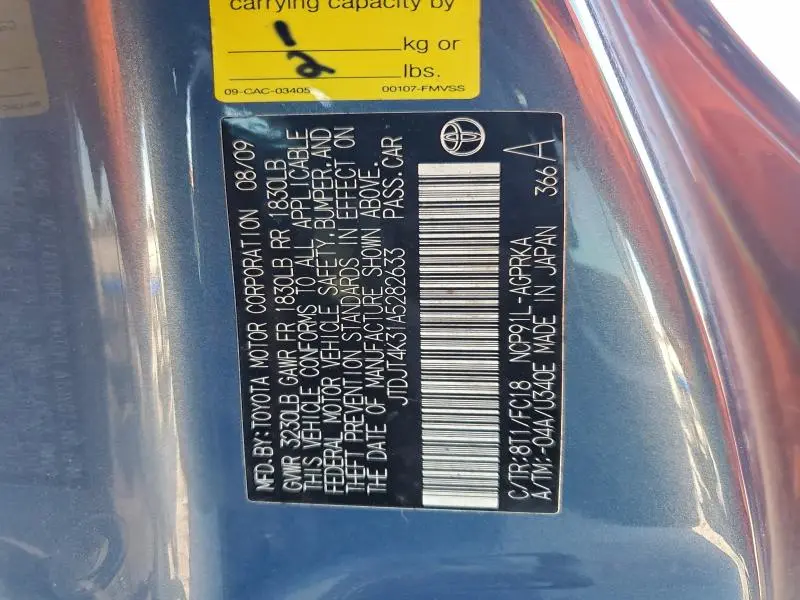 carrying capacity by
1 kg or
2 lbs.
09-CAC-03405 00107-FMVSS
MFD. BY: TOYOTA MOTOR CORPORATION 08/09
GVWR 3230LB GAWR FR 1830LB RR 1830LB
THIS VEHICLE CONFORMS TO ALL APPLICABLE
FEDERAL MOTOR VEHICLE SAFETY, BUMPER, AND
THEFT PREVENTION STANDARDS IN EFFECT ON
THE DATE OF MANUFACTURE SHOWN ABOVE.
JTDJT4K31A5282633 PASS. CAR
C/TR:8T1/FC18 NCP91L-AGPRKA
A/TM:-04A/U340E MADE IN JAPAN 366 A